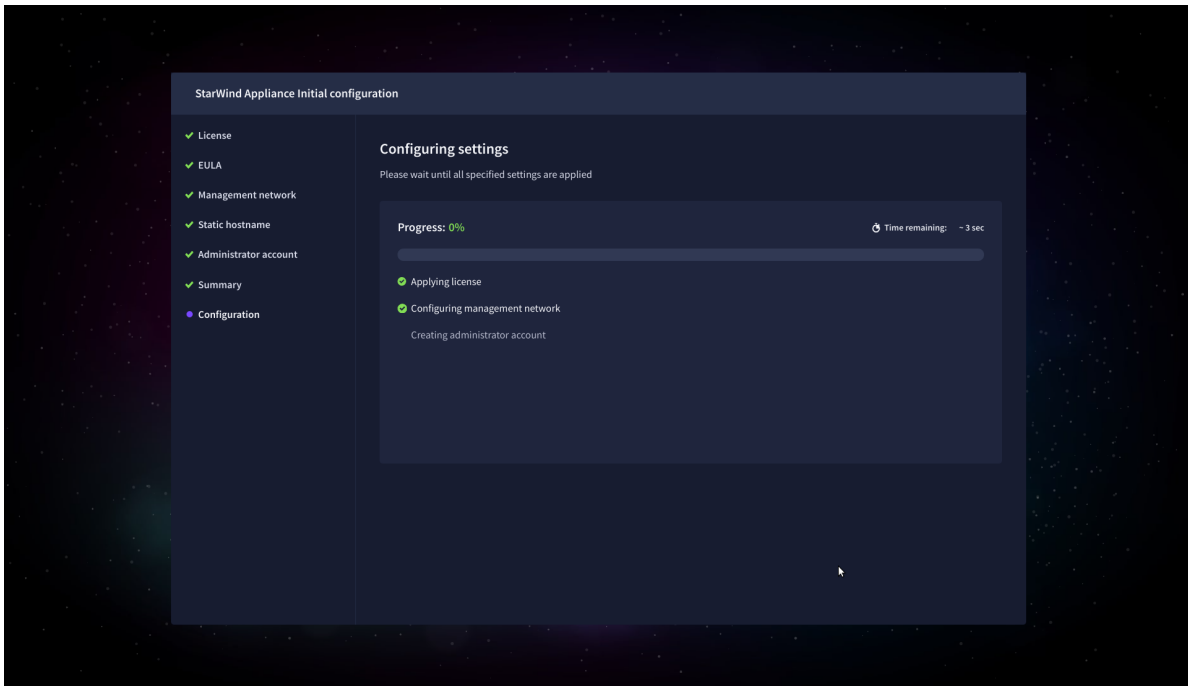 StarWind Appliance Initial configuration
License
EULA
Management network
Static hostname
Administrator account
Summary
Configuration
Configuring settings
Please wait until all specified settings are applied
Progress: 0%
Time remaining: ~ 3 sec
Applying license
Configuring management network
Creating administrator account